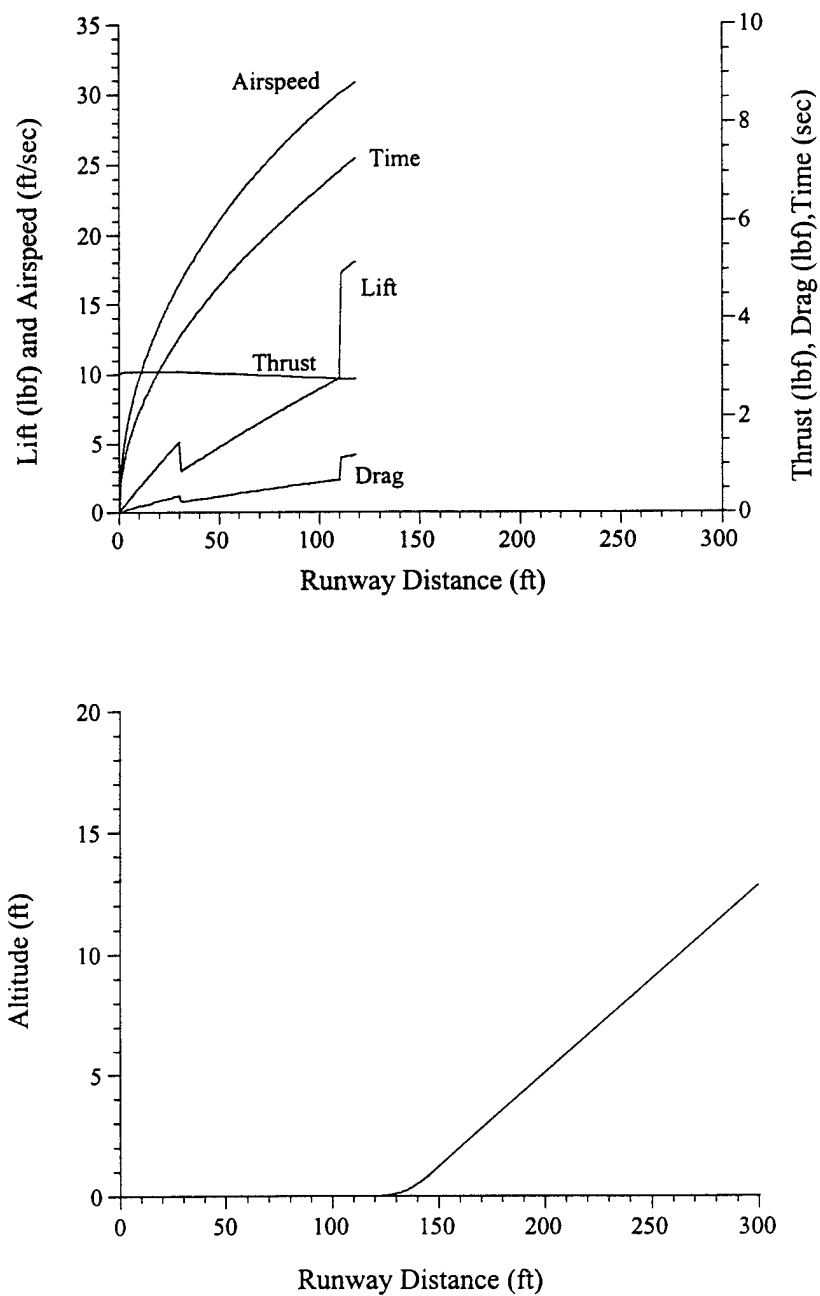 35
30
25
20
15
10
5
0
Lift (lbf) and Airspeed (ft/sec)
Airspeed
Time
Lift
Thrust
Drag
10
8
6
4
2
0
Thrust (lbf), Drag (lbf),Time (sec)
0 50 100 150 200 250 300
Runway Distance (ft)
20
15
10
5
0
Altitude (ft)
0 50 100 150 200 250 300
Runway Distance (ft)